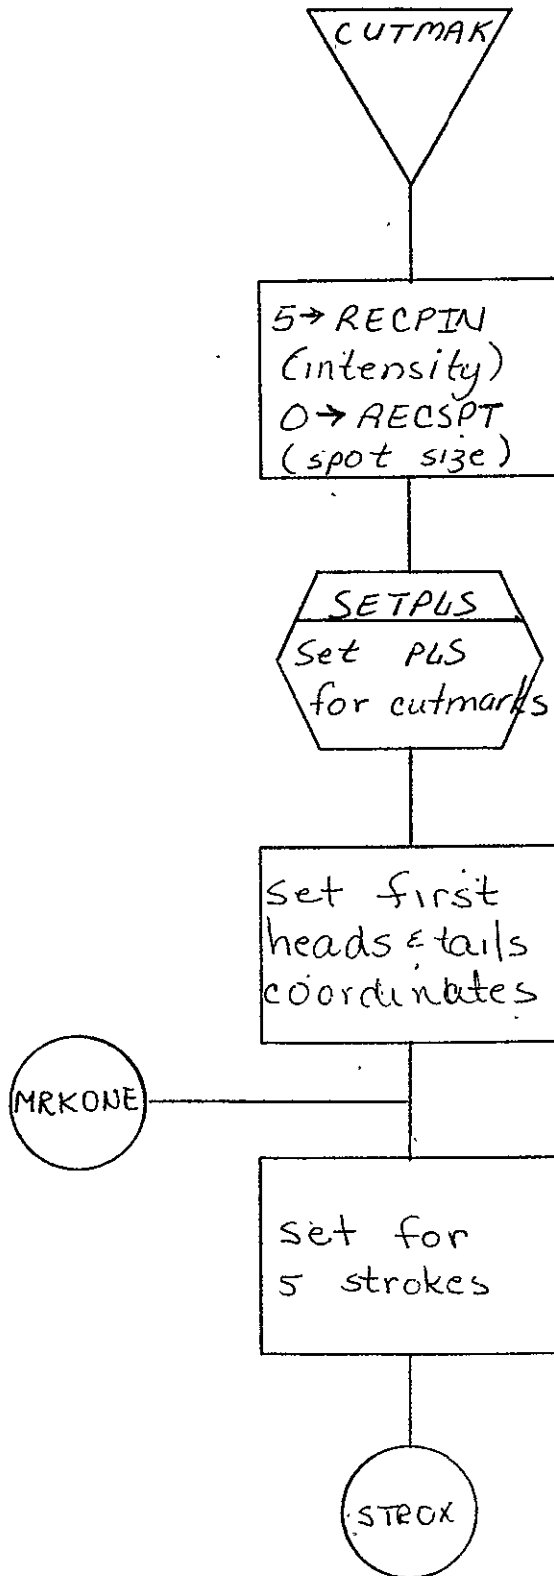 CUTMAK
5→ RECPIN
(intensity)
0→ RECSPT
(spot size)
SETPLS
Set PLS
for cutmarks
set first
heads & tails
coordinates
MRKONE
set for
5 strokes
STROX